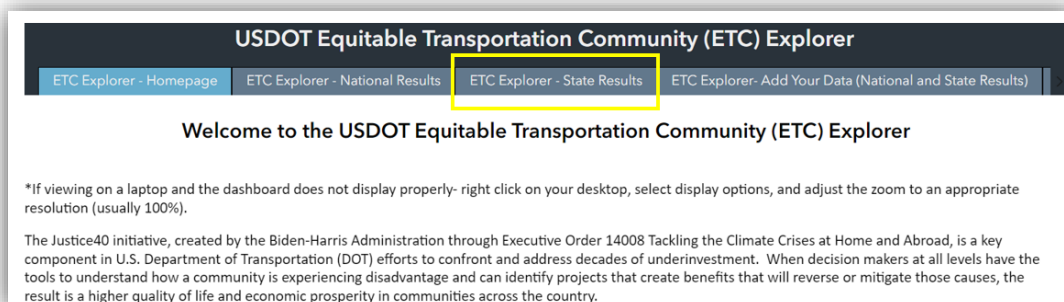 USDOT Equitable Transportation Community (ETC) Explorer
ETC Explorer - Homepage ETC Explorer - National Results ETC Explorer - State Results ETC Explorer- Add Your Data (National and State Results)
Welcome to the USDOT Equitable Transportation Community (ETC) Explorer
*If viewing on a laptop and the dashboard does not display properly- right click on your desktop, select display options, and adjust the zoom to an appropriate
resolution (usually 100%).
The Justice40 initiative, created by the Biden-Harris Administration through Executive Order 14008 Tackling the Climate Crises at Home and Abroad, is a key
component in U.S. Department of Transportation (DOT) efforts to confront and address decades of underinvestment.  When decision makers at all levels have the
tools to understand how a community is experiencing disadvantage and can identify projects that create benefits that will reverse or mitigate those causes, the
result is a higher quality of life and economic prosperity in communities across the country.